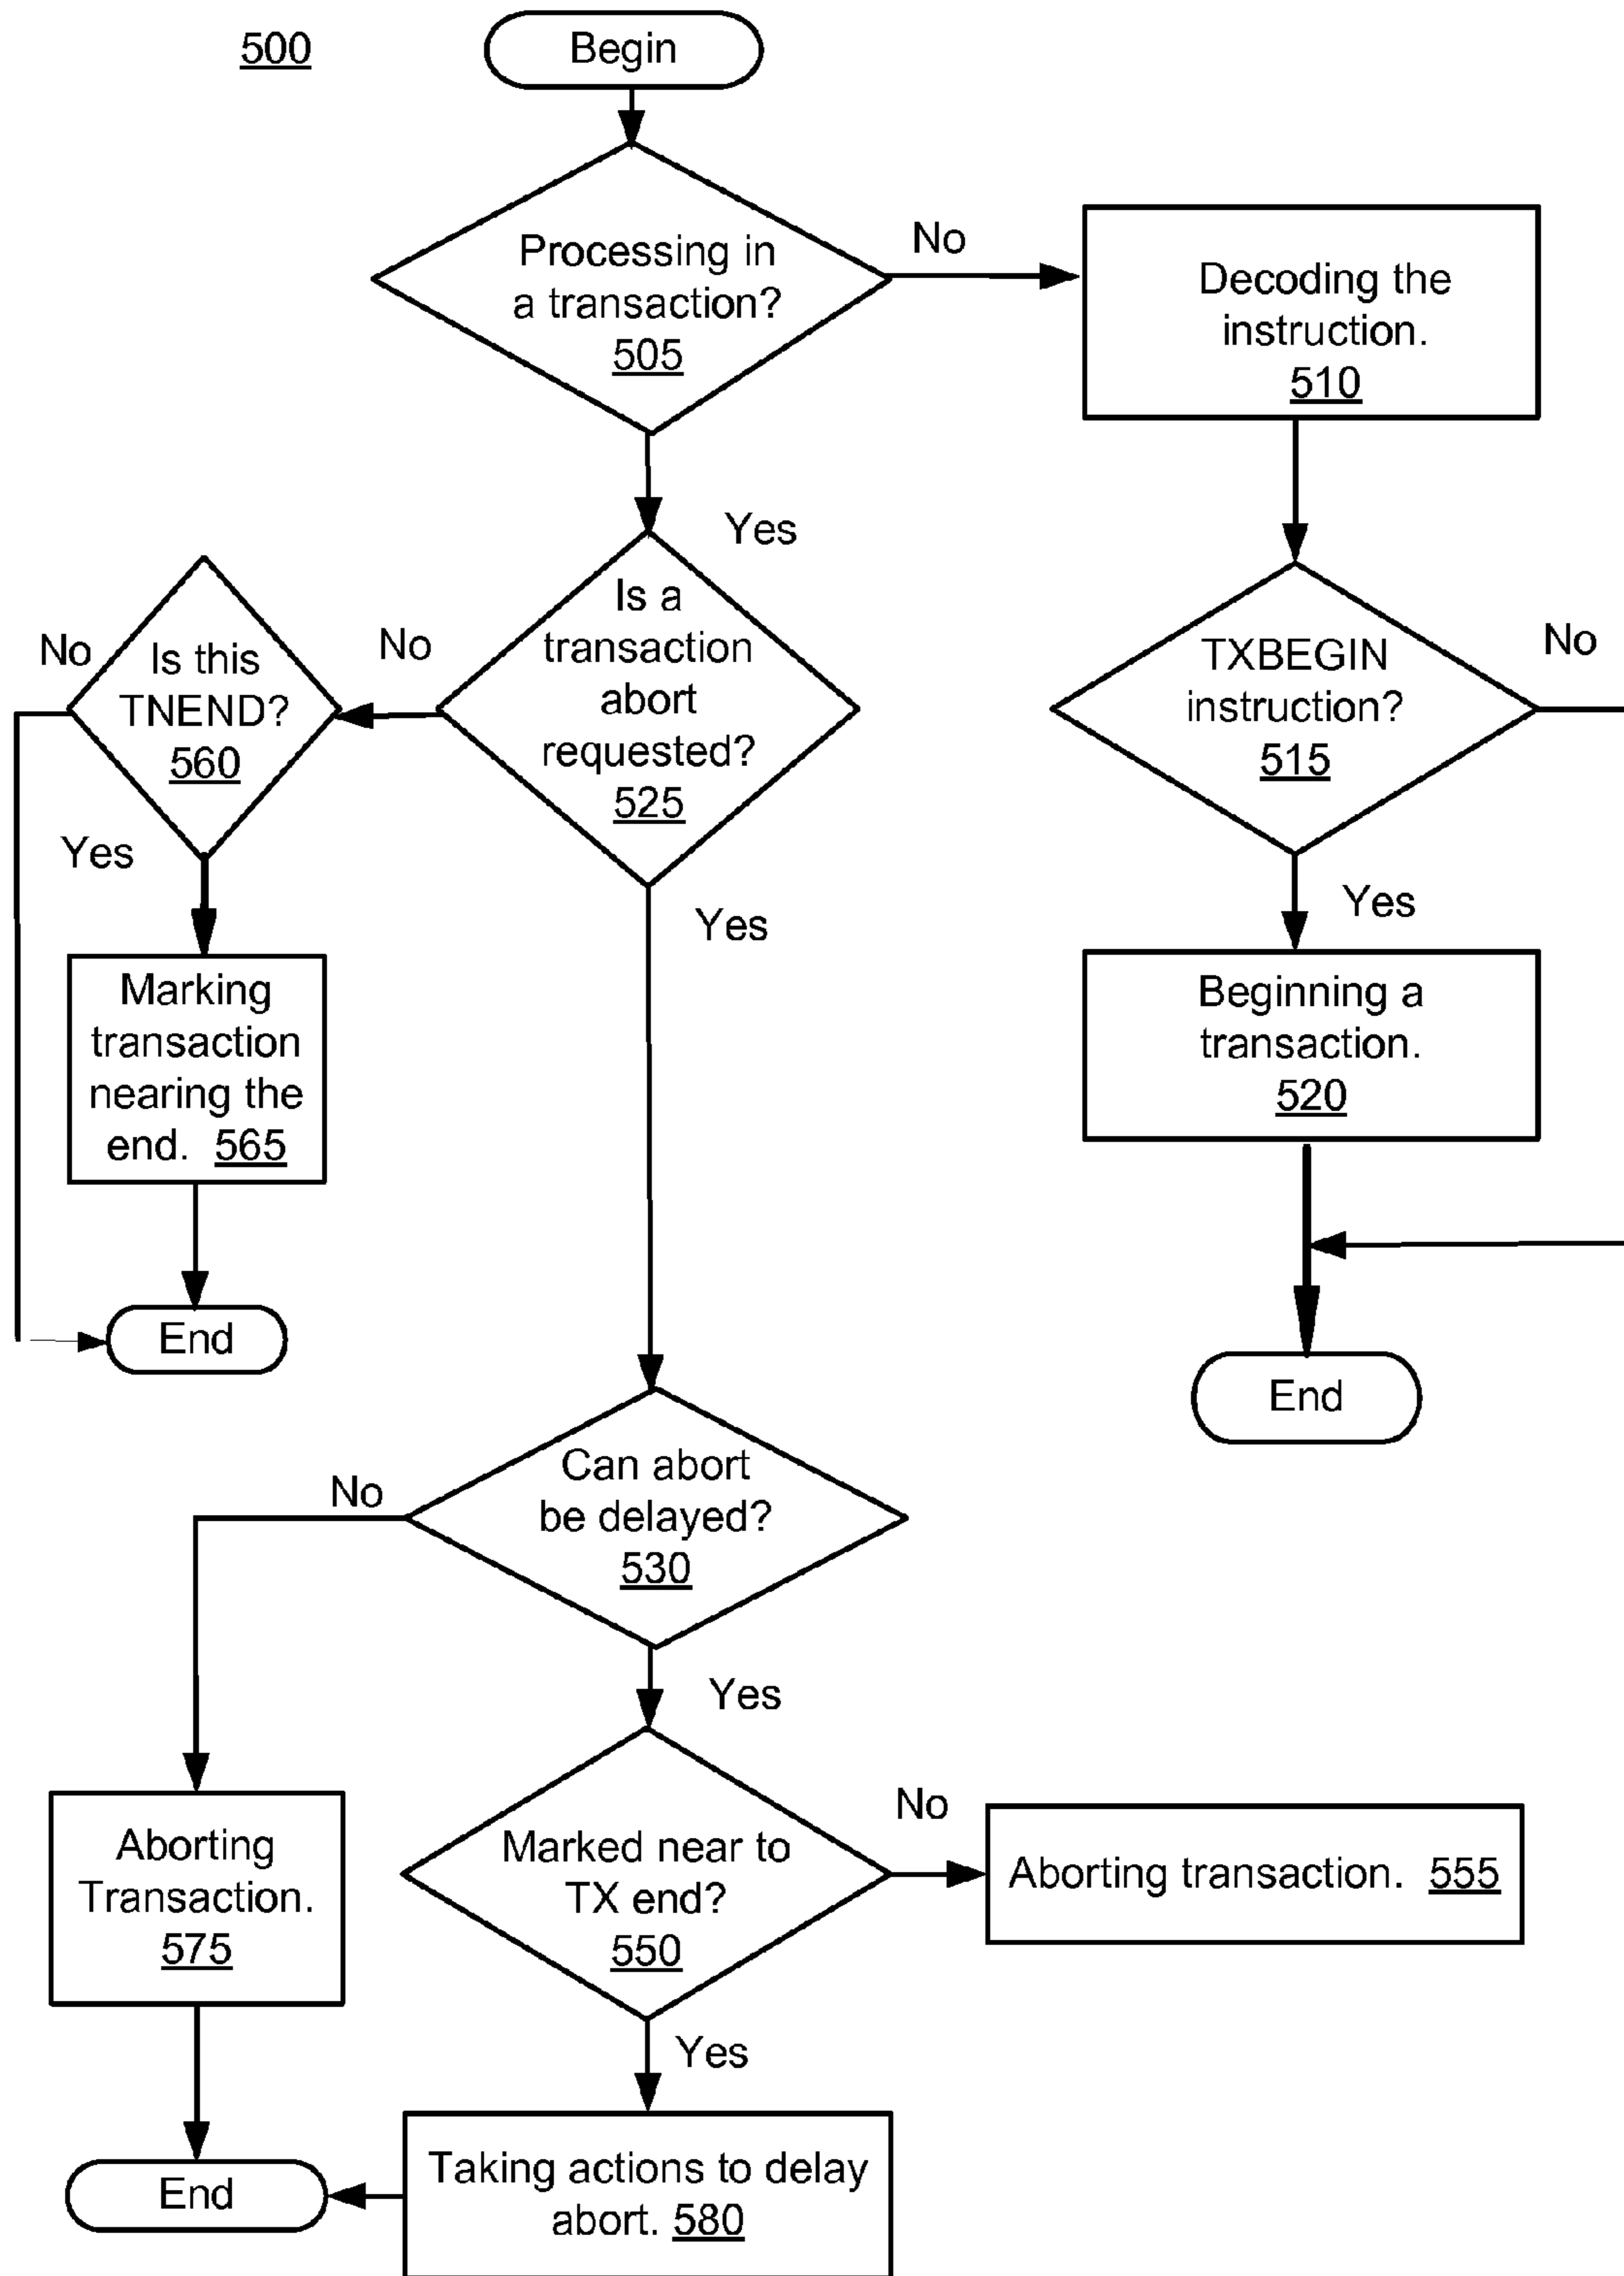 500
Begin
Processing in
a transaction?
505
No
Decoding the
instruction.
510
Yes
Is a
transaction
abort
requested?
525
No
Is this
TNEND?
560
No
Yes
Marking
transaction
nearing the
end. 565
End
TXBEGIN
instruction?
515
No
Yes
Beginning a
transaction.
520
End
Yes
Can abort
be delayed?
530
No
Yes
Aborting
Transaction.
575
Marked near to
TX end?
550
No
Aborting transaction. 555
Yes
Taking actions to delay
abort. 580
End